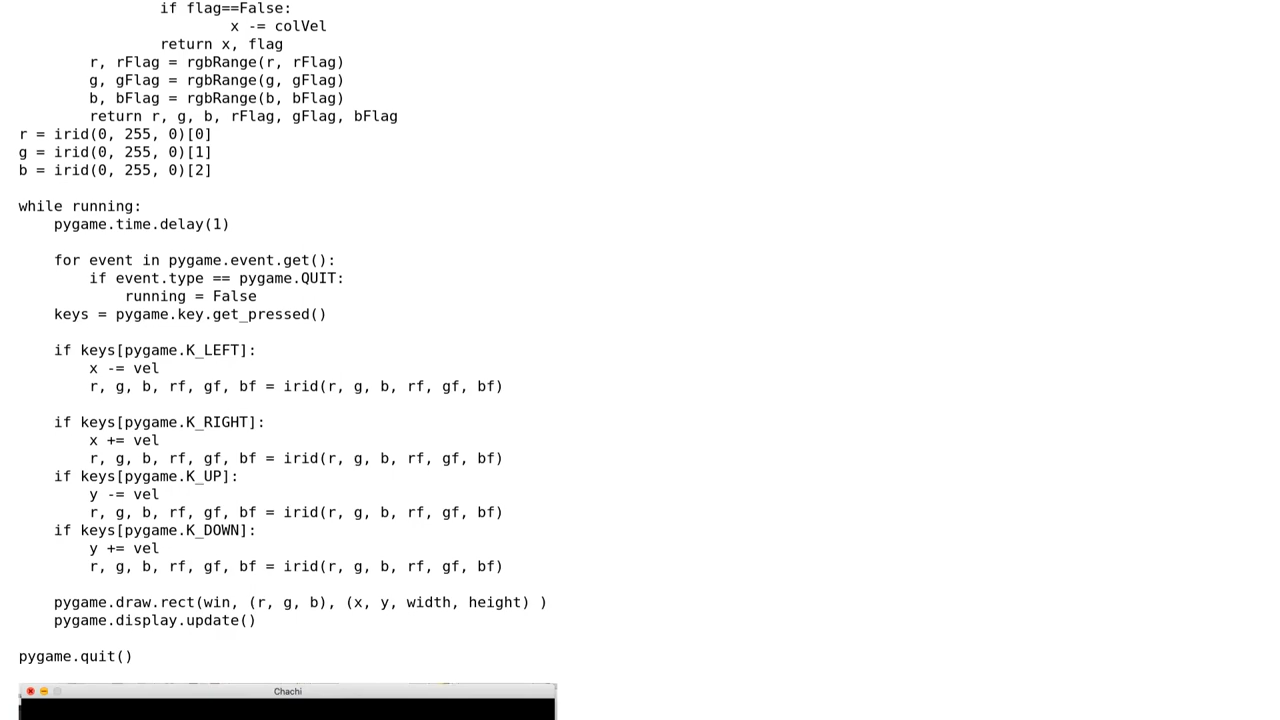 if flag==False:
x -= colVel
return x, flag
r, rFlag = rgbRange(r, rFlag)
g, gFlag = rgbRange(g, gFlag)
b, bFlag = rgbRange(b, bFlag)
return r, g, b, rFlag, gFlag, bFlag
r = irid(0, 255, 0)[0]
g = irid(0, 255, 0)[1]
b = irid(0, 255, 0)[2]
while running:
pygame.time.delay(1)
for event in pygame.event.get():
if event.type == pygame.QUIT:
running = False
keys = pygame.key.get_pressed()
if keys[pygame.K_LEFT]:
x -= vel
r, g, b, rf, gf, bf = irid(r, g, b, rf, gf, bf)
if keys[pygame.K_RIGHT]:
x += vel
r, g, b, rf, gf, bf = irid(r, g, b, rf, gf, bf)
if keys[pygame.K_UP]:
y -= vel
r, g, b, rf, gf, bf = irid(r, g, b, rf, gf, bf)
if keys[pygame.K_DOWN]:
y += vel
r, g, b, rf, gf, bf = irid(r, g, b, rf, gf, bf)
pygame.draw.rect(win, (r, g, b), (x, y, width, height) )
pygame.display.update()
pygame.quit()
Chachi